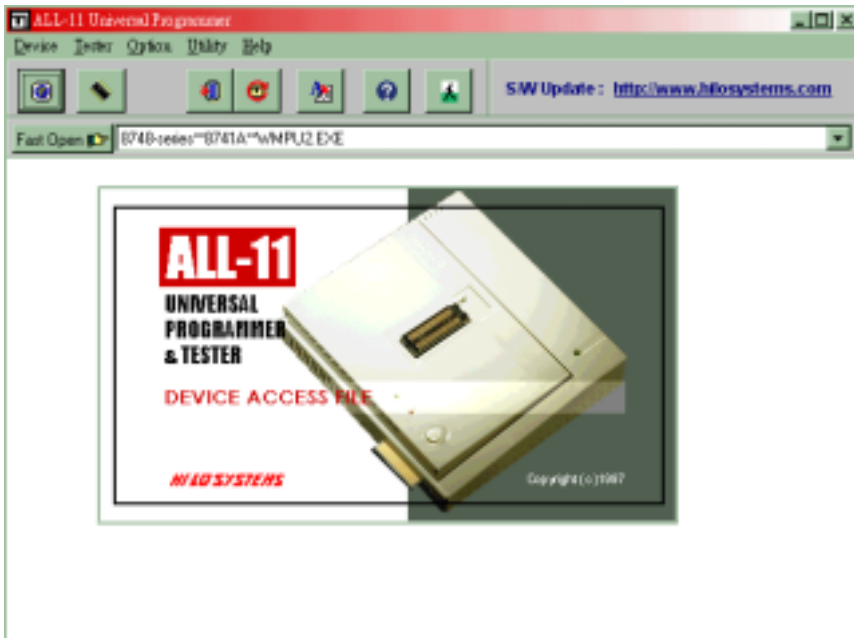 ALL-11 Universal Programmer
Device Tester Option Utility Help
S/W Update : http://www.hilosystems.com
Fast Open 8748-series**8741A**WMPU2.EXE
ALL-11
UNIVERSAL
PROGRAMMER
& TESTER
DEVICE ACCESS FILE
HI LO SYSTEMS
Copyright (c)1997